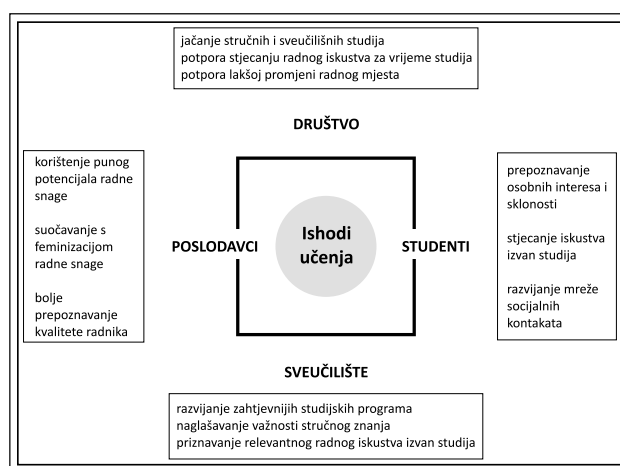 jačanje stručnih i sveučilišnih studija
potpora stjecanju radnog iskustva za vrijeme studija
potpora lakšoj promjeni radnog mjesta
DRUŠTVO
korištenje punog
potencijala radne
snage
suočavanje s
feminizacijom
radne snage
bolje
prepoznavanje
kvalitete radnika
POSLODAVCI
Ishodi
učenja
STUDENTI
prepoznavanje
osobnih interesa i
sklonosti
stjecanje iskustva
izvan studija
razvijanje mreže
socijalnih
kontakata
SVEUČILIŠTE
razvijanje zahtjevnijih studijskih programa
naglašavanje važnosti stručnog znanja
priznavanje relevantnog radnog iskustva izvan studija